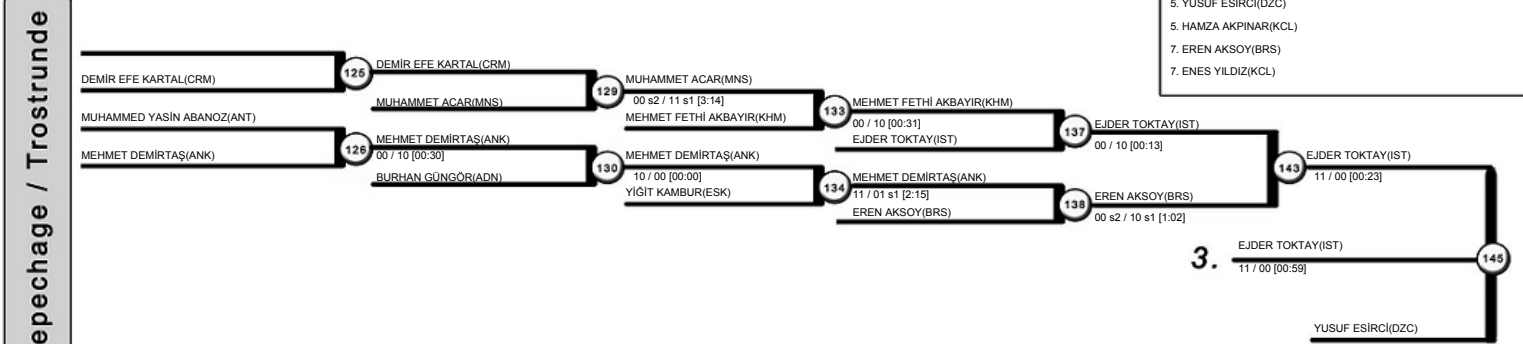 5. YUSUF ESİRCİ(DZC)
5. HAMZA AKPINAR(KCL)
7. EREN AKSOY(BRS)
7. ENES YILDIZ(KCL)
epechage / Trostrunde
DEMİR EFE KARTAL(CRM)
MUHAMMED YASİN ABANOZ(ANT)
MEHMET DEMİRTAŞ(ANK)
125
126
DEMİR EFE KARTAL(CRM)
MUHAMMET ACAR(MNS)
MEHMET DEMİRTAŞ(ANK)
00 / 10 [00:30]
BURHAN GÜNGÖR(ADN)
129
130
MUHAMMET ACAR(MNS)
00 s2 / 11 s1 [3:14]
MEHMET FETHİ AKBAYIR(KHM)
MEHMET DEMİRTAŞ(ANK)
10 / 00 [00:00]
YİĞİT KAMBUR(ESK)
133
134
MEHMET FETHİ AKBAYIR(KHM)
00 / 10 [00:31]
EJDER TOKTAY(IST)
MEHMET DEMİRTAŞ(ANK)
11 / 01 s1 [2:15]
EREN AKSOY(BRS)
137
138
EJDER TOKTAY(IST)
00 / 10 [00:13]
EREN AKSOY(BRS)
00 s2 / 10 s1 [1:02]
143
EJDER TOKTAY(IST)
11 / 00 [00:23]
3.
EJDER TOKTAY(IST)
11 / 00 [00:59]
145
YUSUF ESİRCİ(DZC)